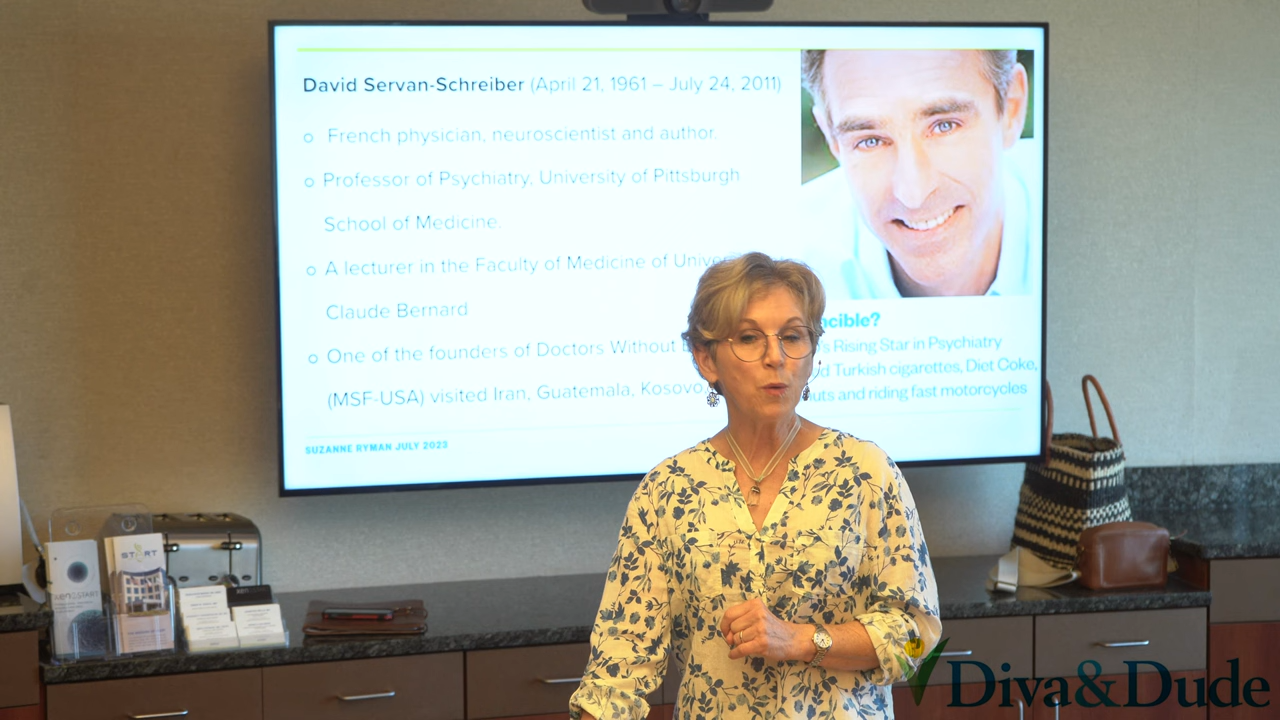 David Servan-Schreiber (April 21, 1961 – July 24, 2011)
French physician, neuroscientist and author.
Professor of Psychiatry, University of Pittsburgh
School of Medicine.
A lecturer in the Faculty of Medicine of
Claude Bernard
One of the founders of Doctors Without
(MSF-USA) visited Iran, Guatemala, Kosovo,
SUZANNE RYMAN JULY 2023
Rising Star in Psychiatry
Turkish cigarettes, Diet Coke,
and riding fast motorcycles
START
Diva&Dude